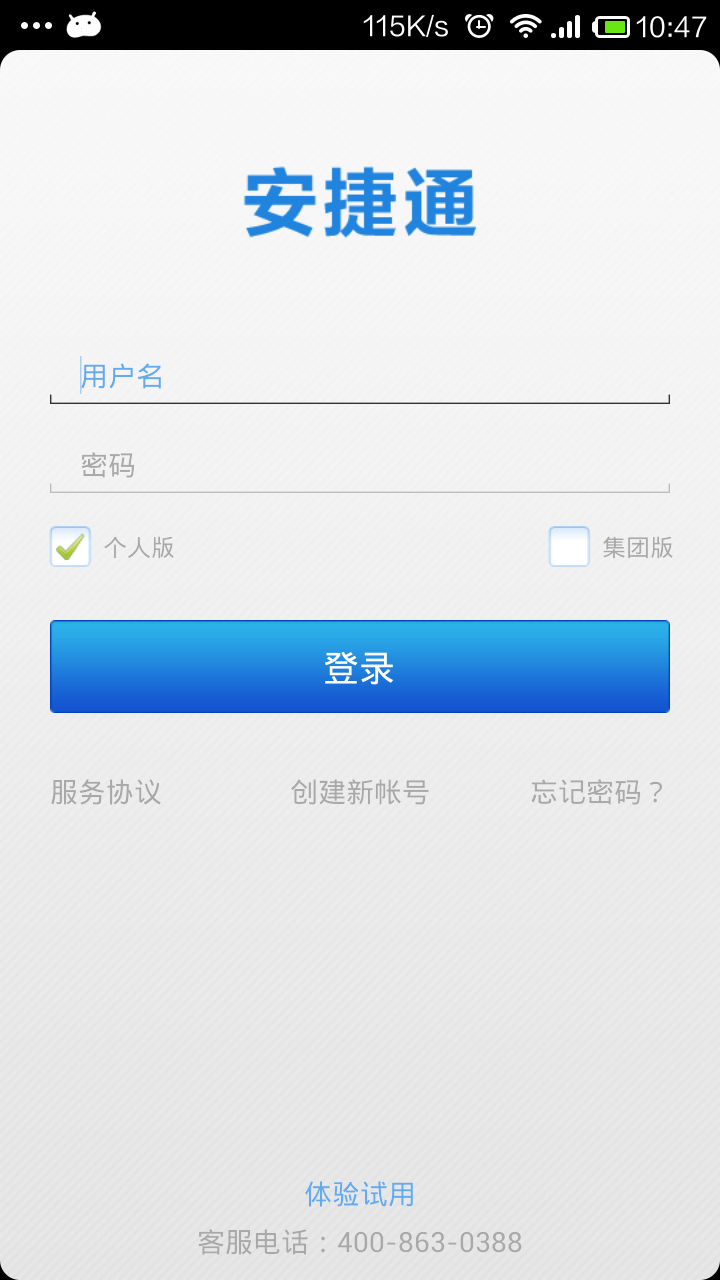 115K/s 10:47
安捷通
用户名
密码
个人版 集团版
登录
服务协议 创建新帐号 忘记密码？
体验试用
客服电话：400-863-0388